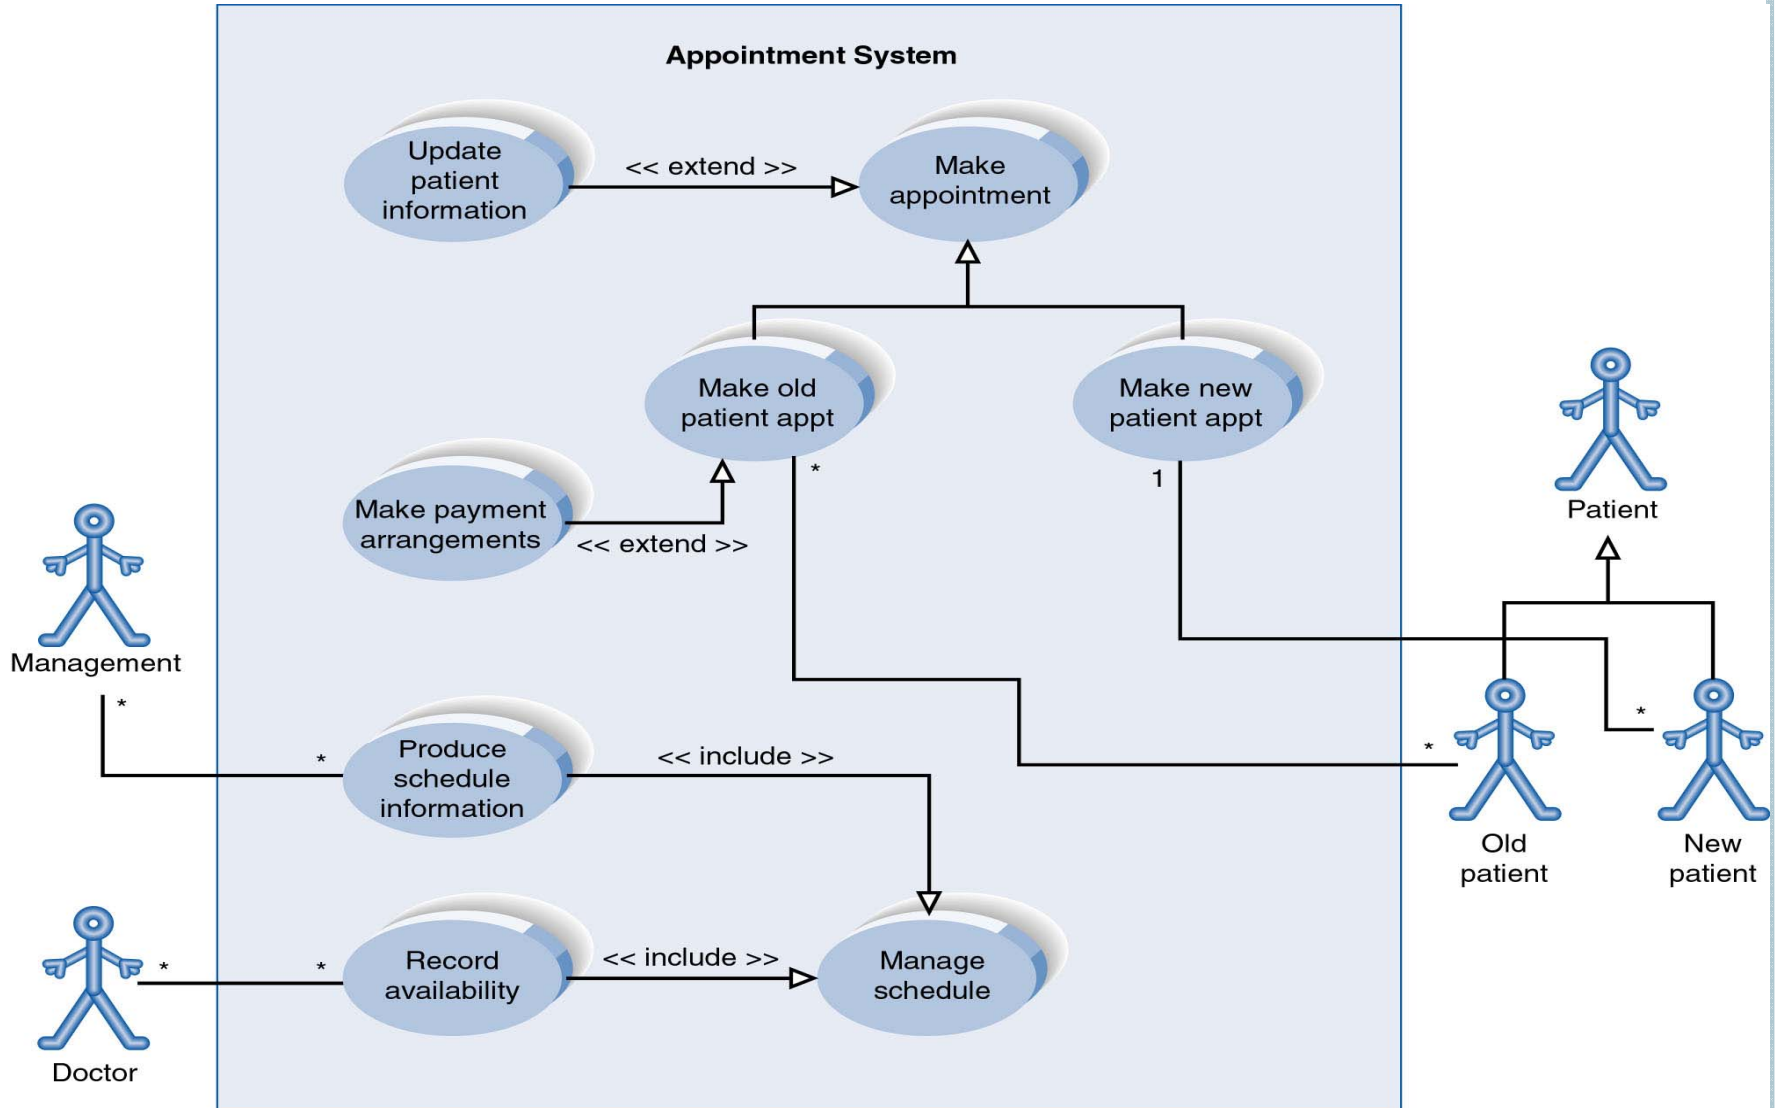 Appointment System
Update
patient
information
<< extend >>
Make
appointment
Make old
patient appt
Make new
patient appt
*
1
Make payment
arrangements
<< extend >>
Patient
Management
*
*
Produce
schedule
information
<< include >>
*
*
Old
patient
New
patient
Doctor
*
*
Record
availability
<< include >>
Manage
schedule